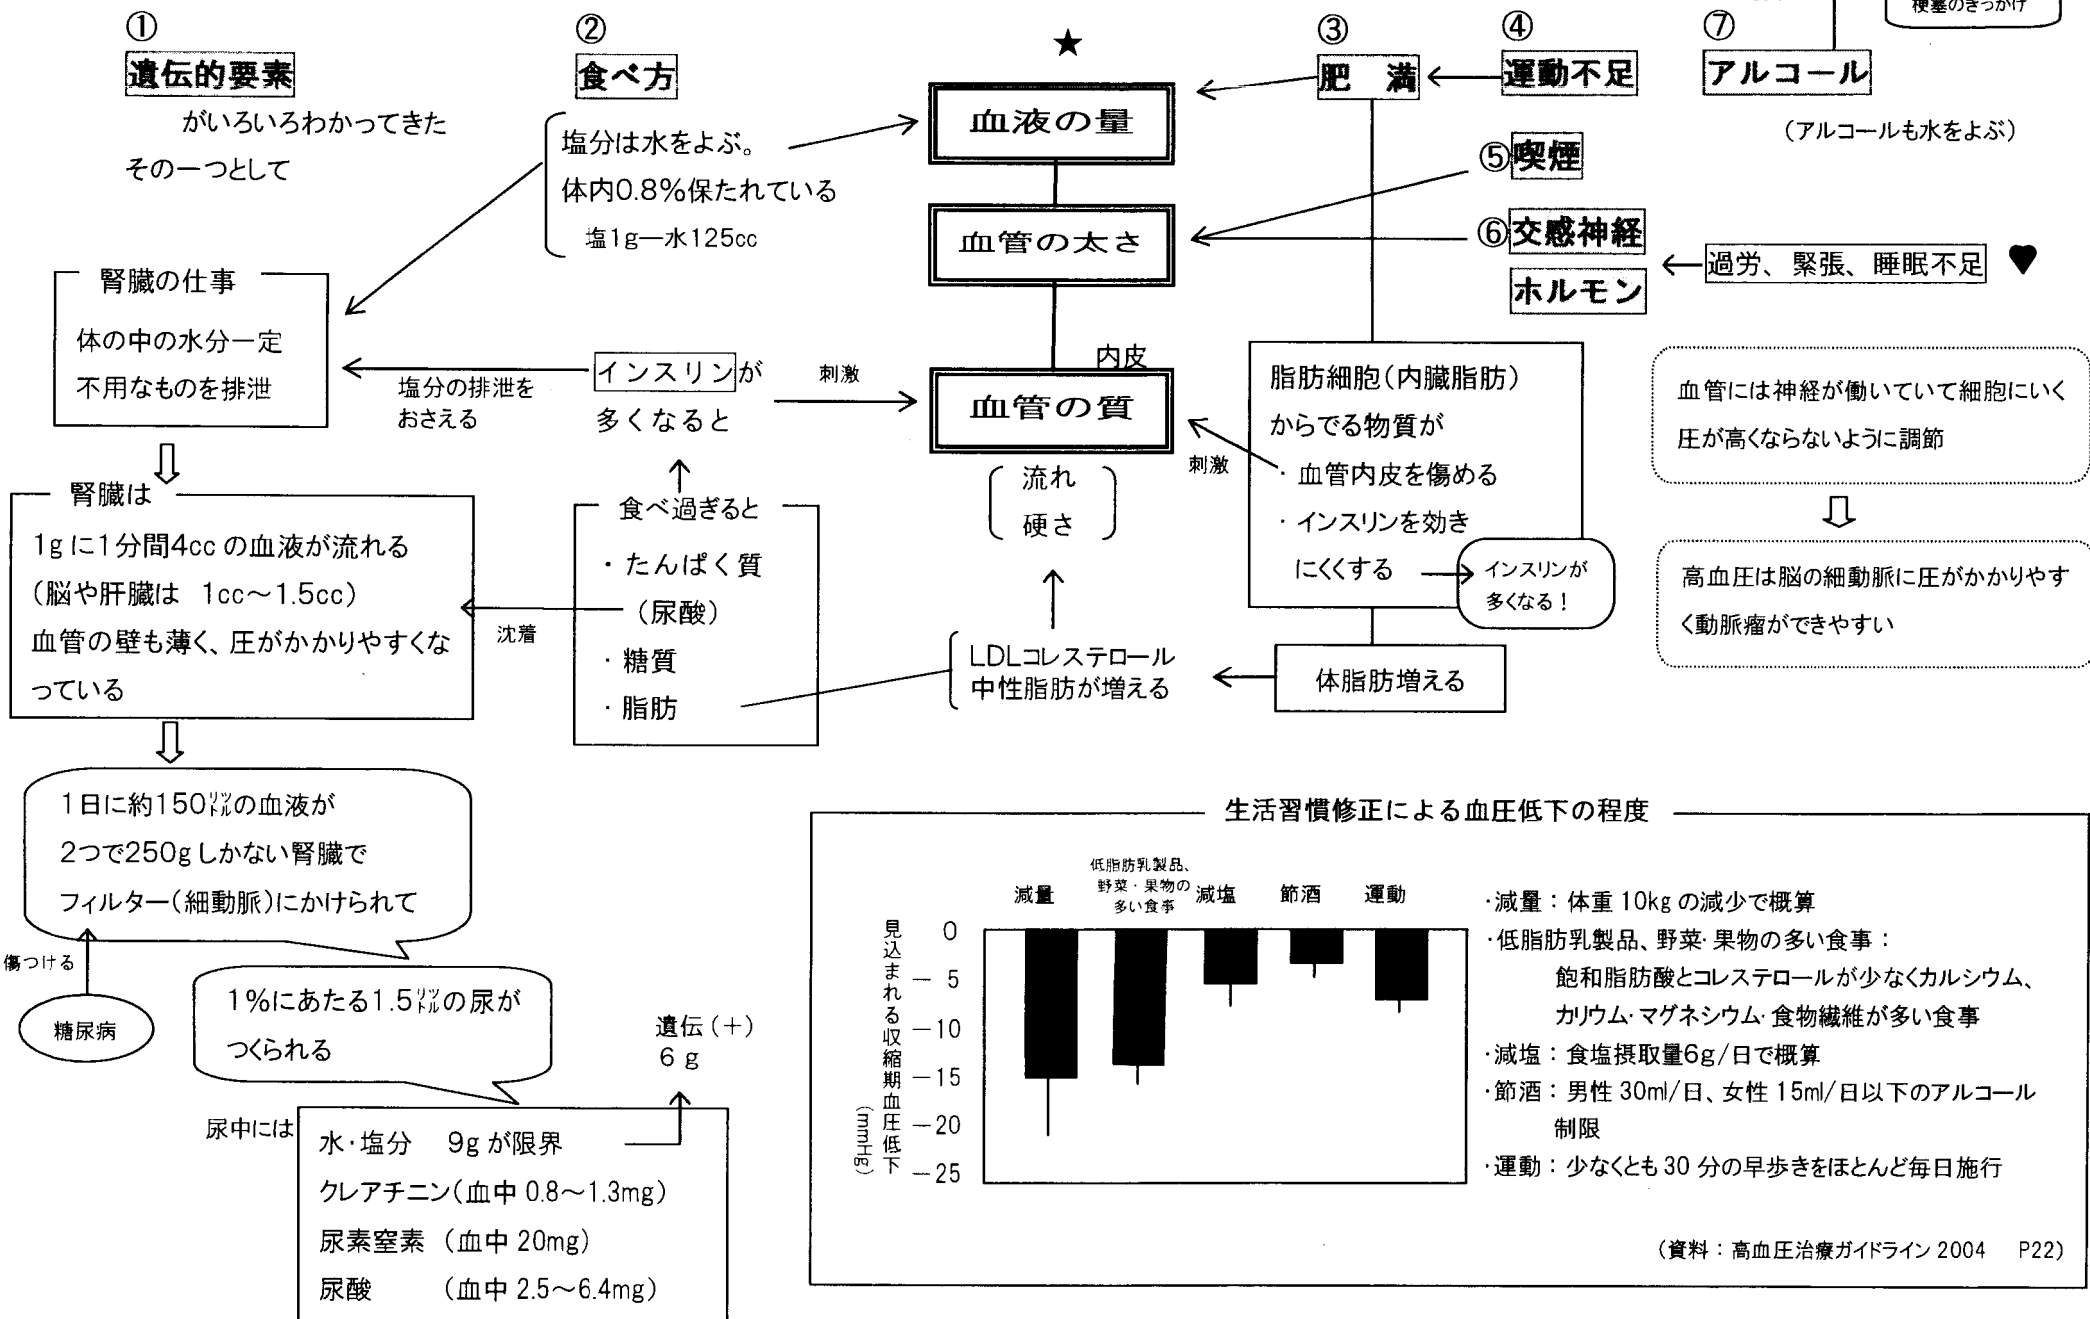 梗塞のきっかけ
①
遺伝的要素
がいろいろわかってきた
その一つとして
②
食べ方
塩分は水をよぶ。
体内0.8%保たれている
塩1g―水125cc
★
血液の量
血管の太さ
内皮
血管の質
流れ
硬さ
③
肥 満
④
運動不足
⑤喫煙
⑥交感神経
ホルモン
過労、緊張、睡眠不足 ♥
⑦
アルコール
(アルコールも水をよぶ)
腎臓の仕事
体の中の水分一定
不用なものを排泄
塩分の排泄を
おさえる
インスリンが
多くなると
刺激
食べ過ぎると
・たんぱく質
(尿酸)
・糖質
・脂肪
沈着
腎臓は
1gに1分間4ccの血液が流れる
(脳や肝臓は 1cc～1.5cc)
血管の壁も薄く、圧がかかりやすくな
っている
LDLコレステロール
中性脂肪が増える
刺激
脂肪細胞(内臓脂肪)
からでる物質が
・血管内皮を傷める
・インスリンを効き
にくくする
インスリンが
多くなる!
体脂肪増える
血管には神経が働いていて細胞にいく
圧が高くならないように調節
高血圧は脳の細動脈に圧がかかりやす
く動脈瘤ができやすい
1日に約150㍑の血液が
2つで250gしかない腎臓で
フィルター(細動脈)にかけられて
傷つける
糖尿病
1%にあたる1.5㍑の尿が
つくられる
遺伝(+)
6g
尿中には
水・塩分 9gが限界
クレアチニン(血中 0.8～1.3mg)
尿素窒素 (血中 20mg)
尿酸 (血中 2.5～6.4mg)
生活習慣修正による血圧低下の程度
減量
低脂肪乳製品、
野菜・果物の
多い食事
減塩
節酒
運動
見込まれる収縮期血圧低下
(mmHg)
0
－5
－10
－15
－20
－25
・減量：体重10kgの減少で概算
・低脂肪乳製品、野菜・果物の多い食事：
飽和脂肪酸とコレステロールが少なくカルシウム、
カリウム・マグネシウム・食物繊維が多い食事
・減塩：食塩摂取量6g/日で概算
・節酒：男性30ml/日、女性15ml/日以下のアルコール
制限
・運動：少なくとも30分の早歩きをほとんど毎日施行
(資料：高血圧治療ガイドライン2004 P22)